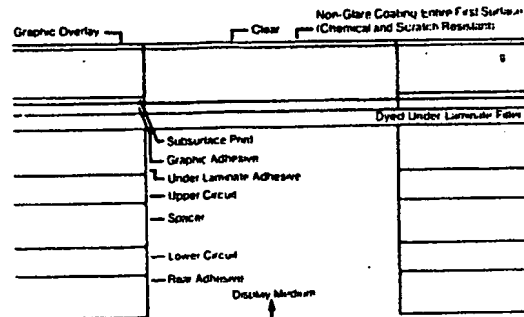 Non-Glare Coating Entire First Surface
(Chemical and Scratch Resistant)
Graphic Overlay
Clear
Dyed Under Laminate Filter
Subsurface Print
Graphic Adhesive
Under Laminate Adhesive
Upper Circuit
Spacer
Lower Circuit
Rear Adhesive
Display Medium